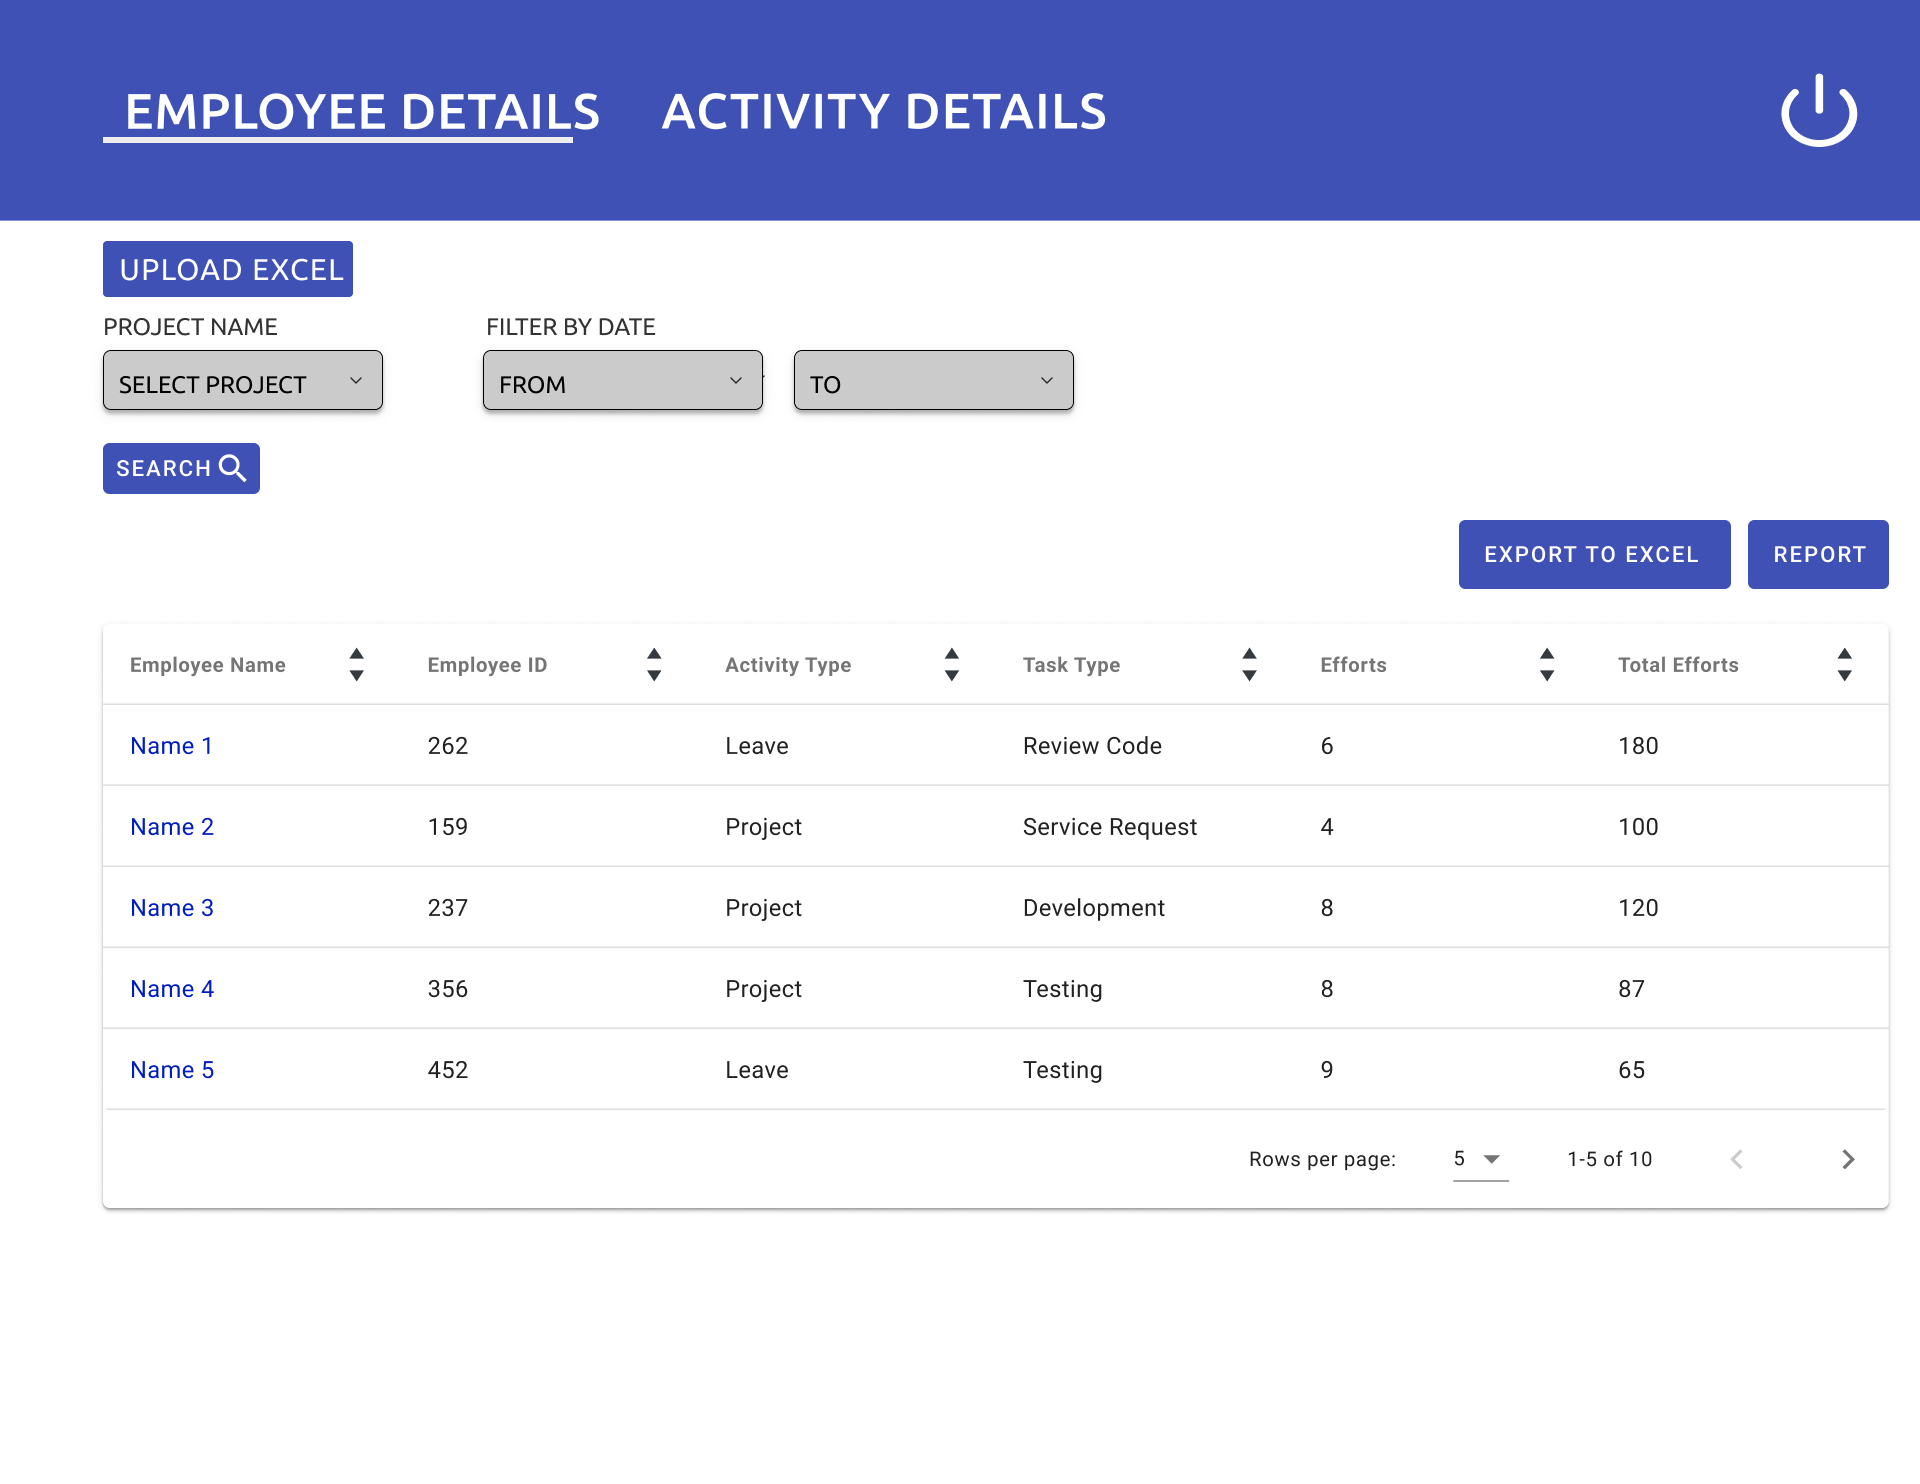 EMPLOYEE DETAILS ACTIVITY DETAILS
UPLOAD EXCEL
PROJECT NAME FILTER BY DATE
SELECT PROJECT FROM TO
SEARCH
EXPORT TO EXCEL REPORT
Employee Name Employee ID Activity Type Task Type Efforts Total Efforts
Name 1 262 Leave Review Code 6 180
Name 2 159 Project Service Request 4 100
Name 3 237 Project Development 8 120
Name 4 356 Project Testing 8 87
Name 5 452 Leave Testing 9 65
Rows per page: 5 1-5 of 10